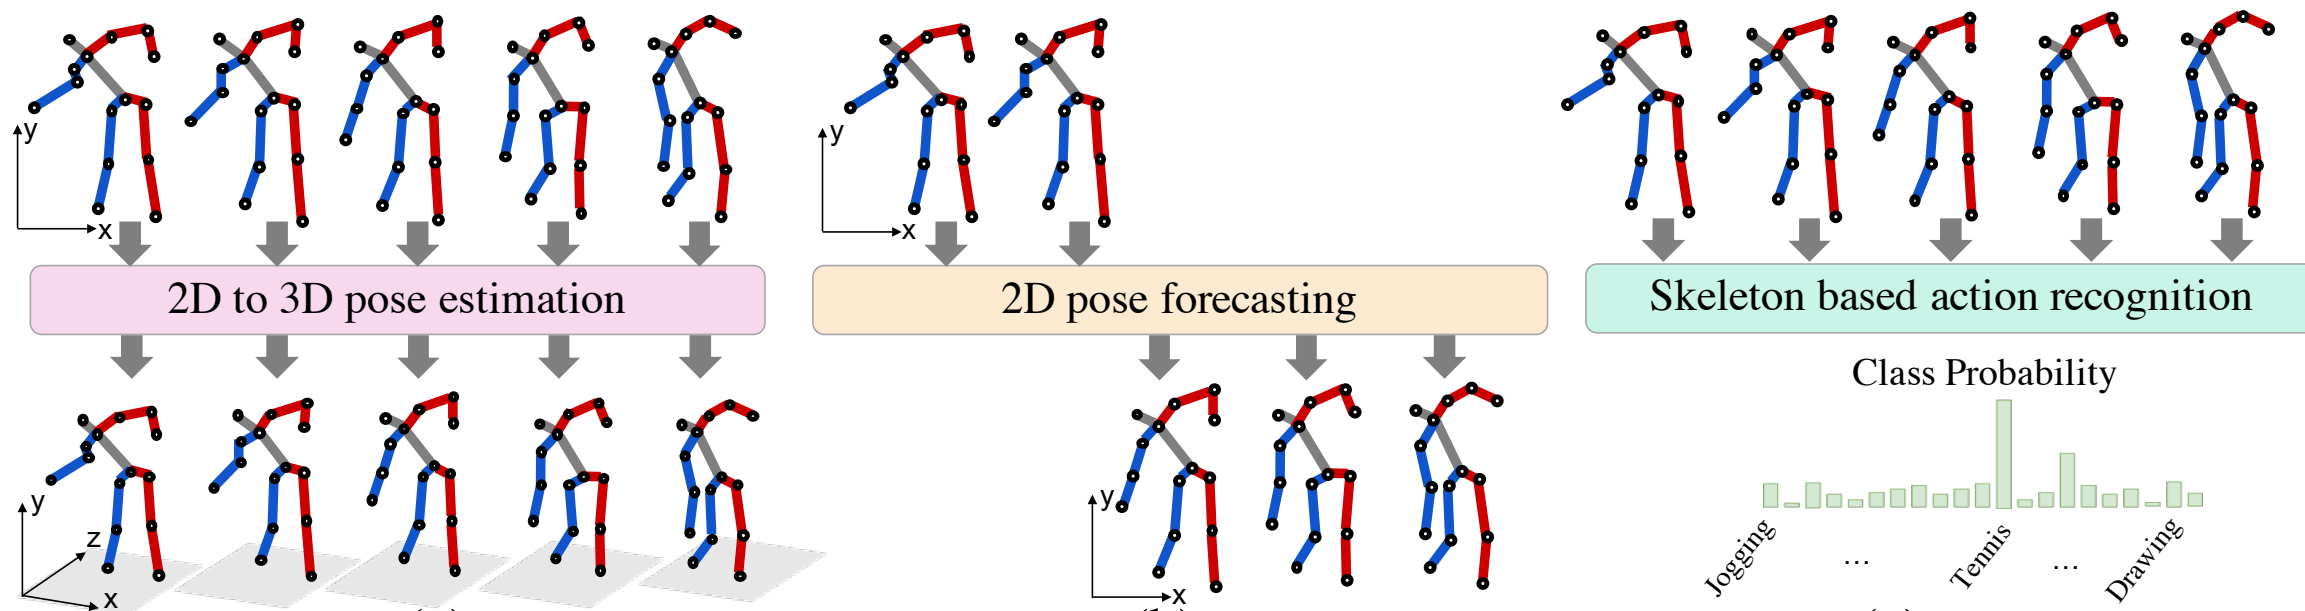 y
x
y
x
2D to 3D pose estimation
2D pose forecasting
Skeleton based action recognition
Class Probability
y
z
x
y
x
Jogging
...
Tennis
...
Drawing